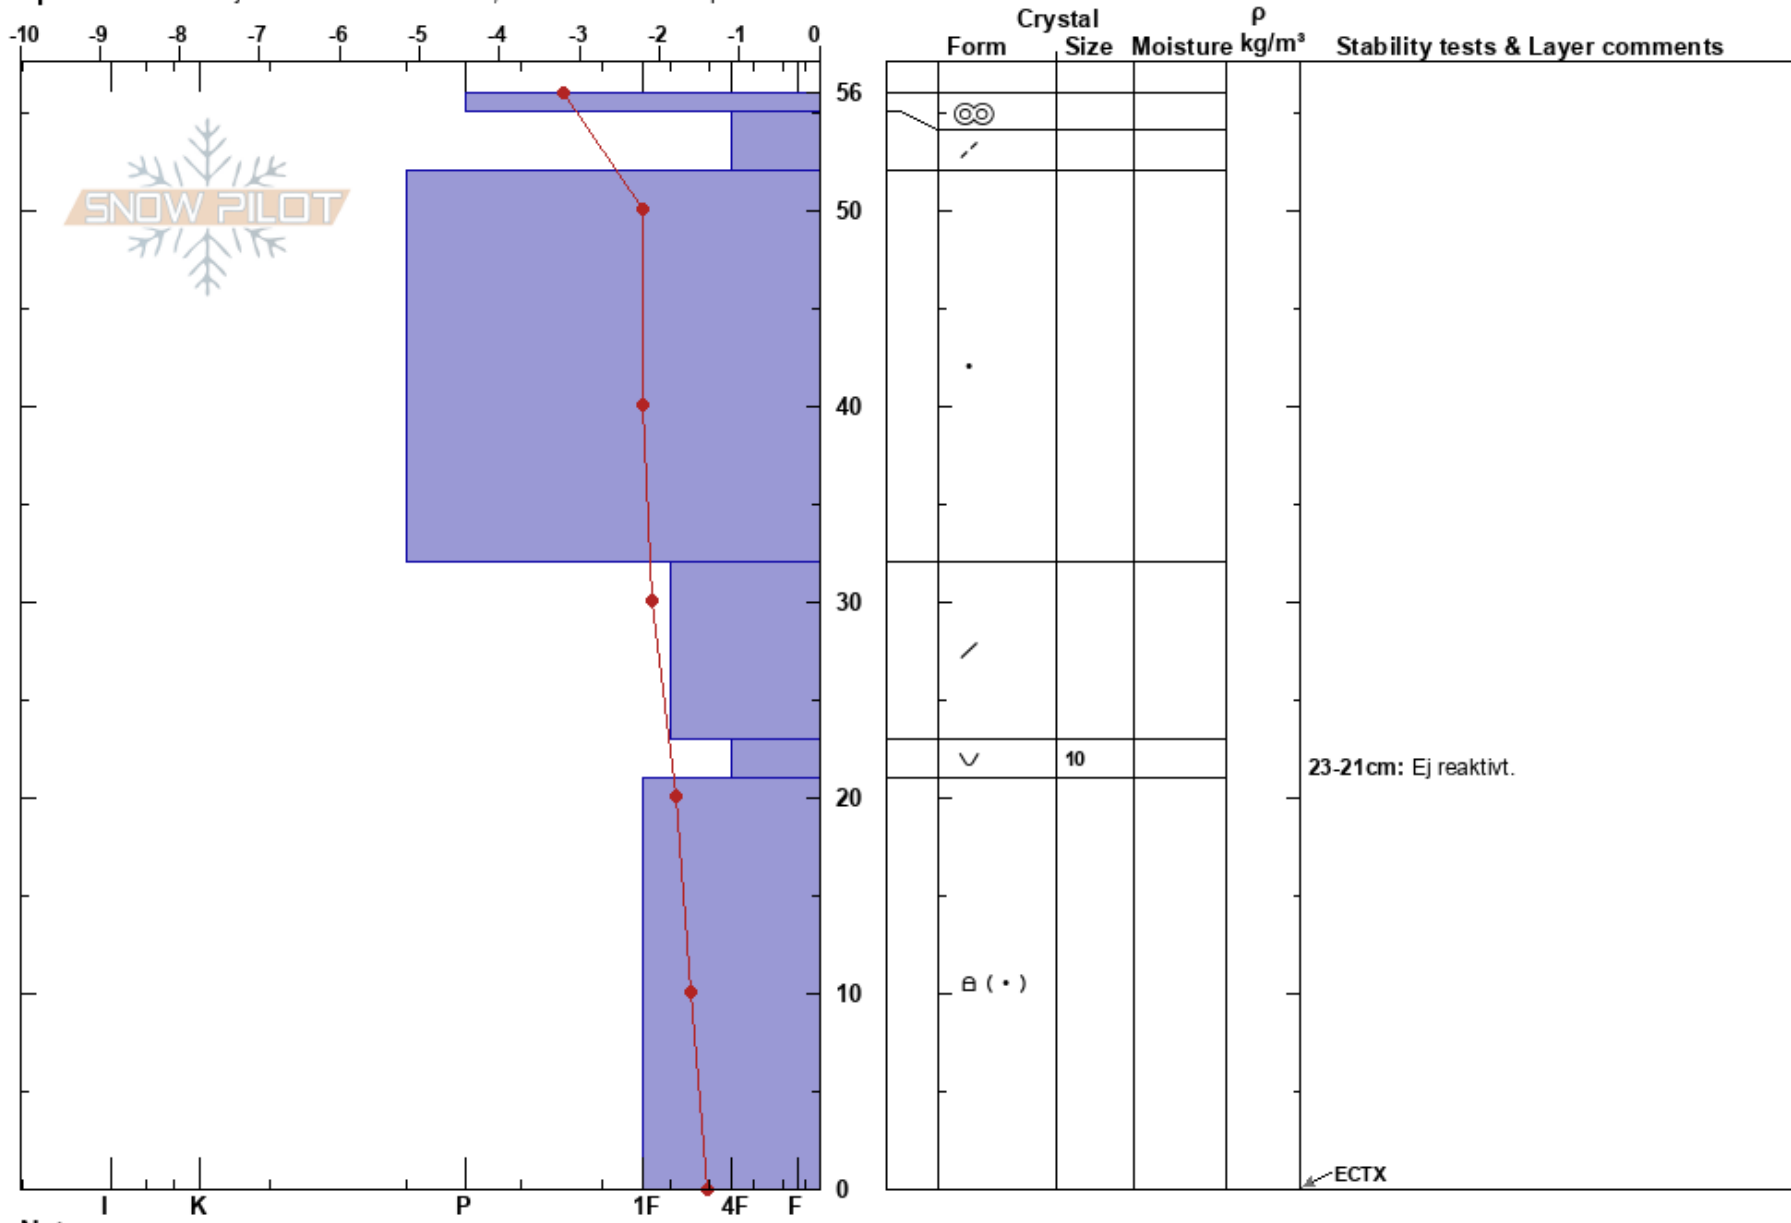 Crystal ρ
-10 -9 -8 -7 -6 -5 -4 -3 -2 -1 0 Form Size Moisture kg/m³ Stability tests & Layer comments
56
SNOW PILOT
50
40
30
10
23-21cm: Ej reaktivt.
20
10
ECTX
0
I K P 1F 4F F